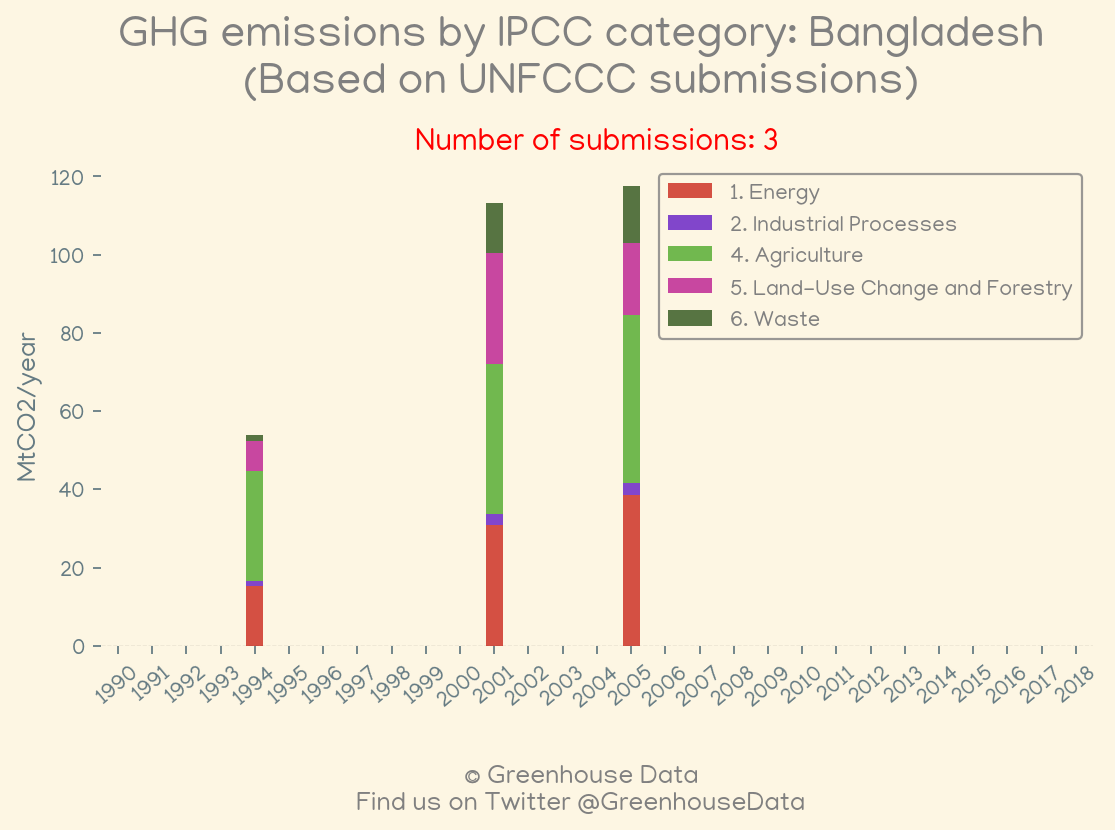 GHG emissions by IPCC category: Bangladesh
(Based on UNFCCC submissions)
Number of submissions: 3
1. Energy
2. Industrial Processes
4. Agriculture
5. Land-Use Change and Forestry
6. Waste
MtCO2/year
120
100
80
60
40
20
0
1990 1991 1992 1993 1994 1995 1996 1997 1998 1999 2000 2001 2002 2003 2004 2005 2006 2007 2008 2009 2010 2011 2012 2013 2014 2015 2016 2017 2018
© Greenhouse Data
Find us on Twitter @GreenhouseData